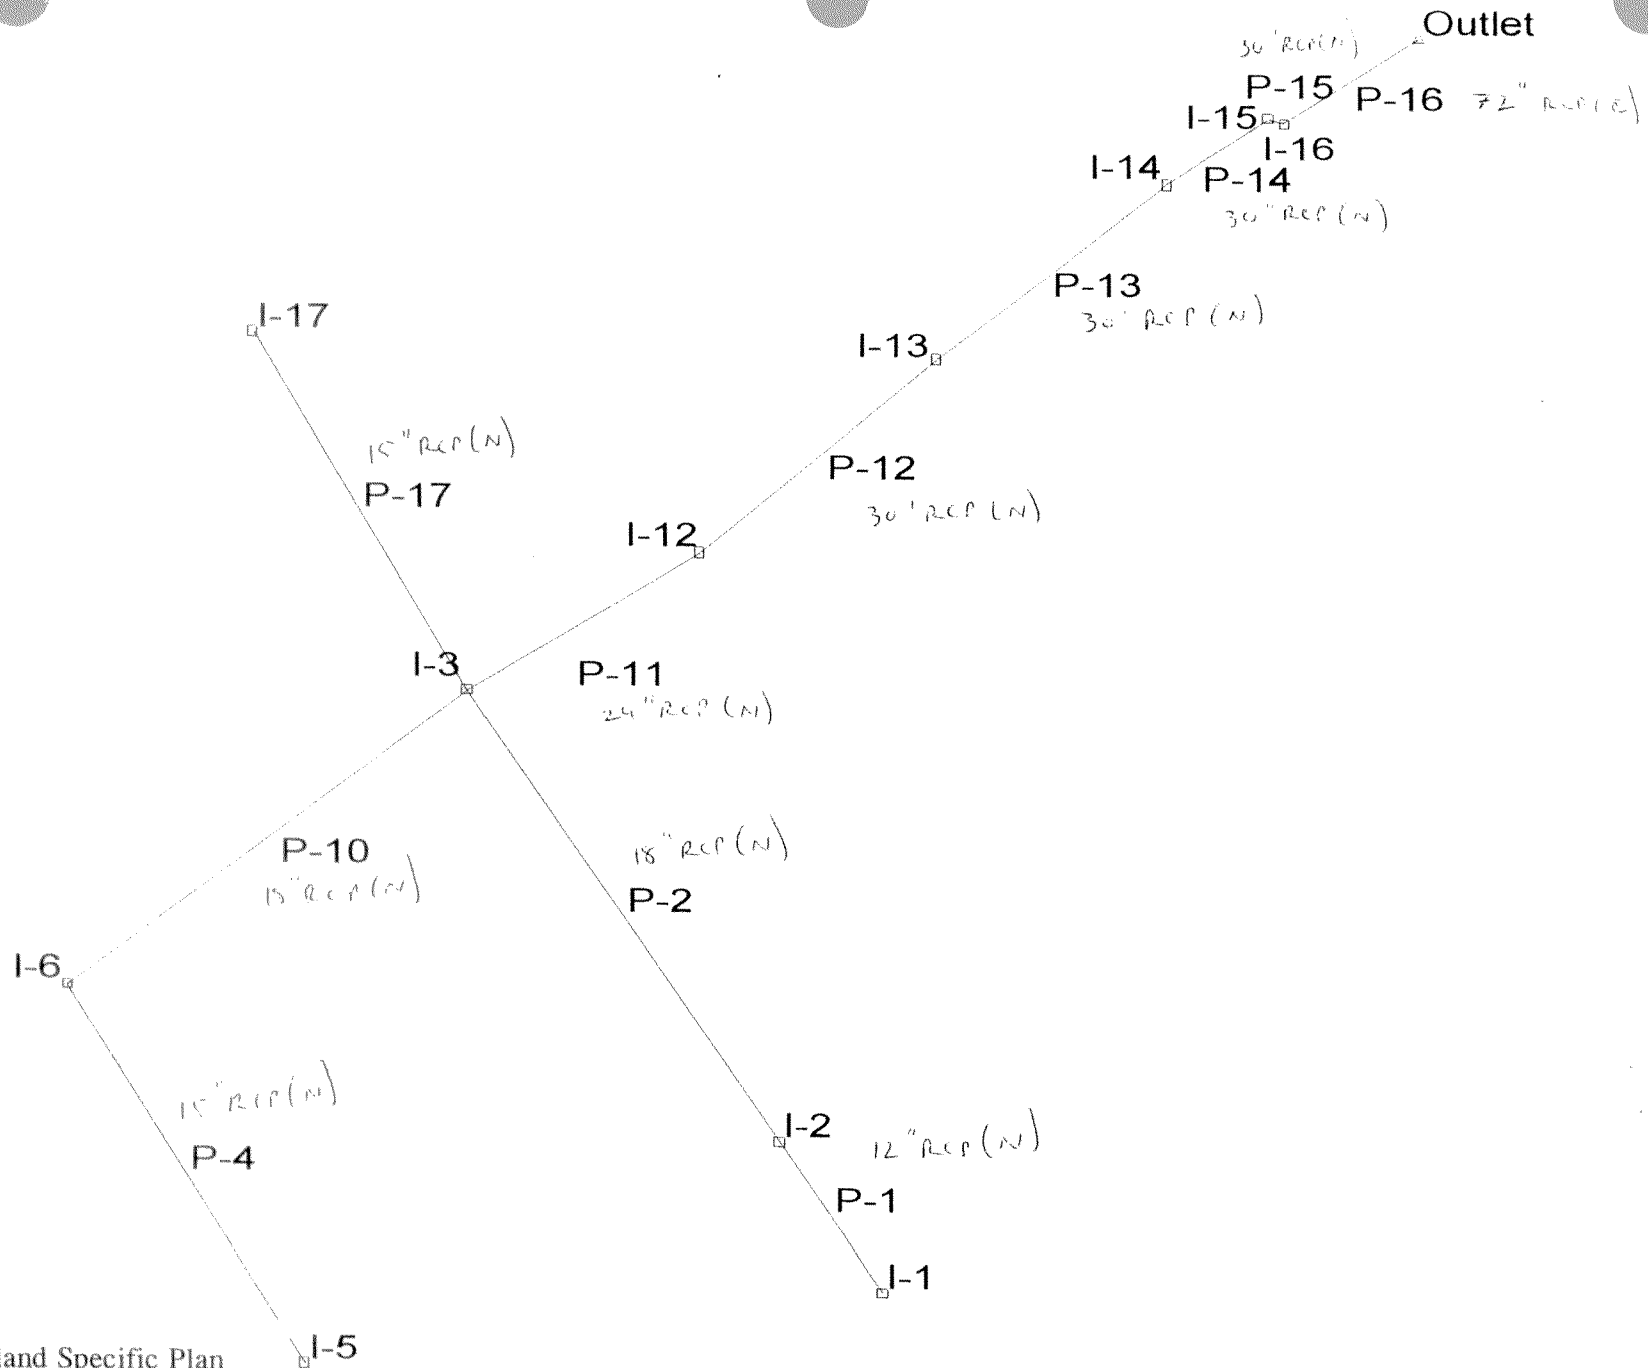 Outlet
30" RCP(N)
P-15
P-16
72" RCP(E)
I-15
I-16
I-14
P-14
30" RCP (N)
P-13
30" RCP (N)
I-17
I-13
15" RCP(N)
P-12
P-17
30" RCP (N)
I-12
I-3
P-11
24" RCP (N)
18" RCP(N)
P-10
RCP(N)
P-2
I-6
15" RCP(N)
I-2
12" RCP(N)
P-4
P-1
I-1
I-5
land Specific Plan